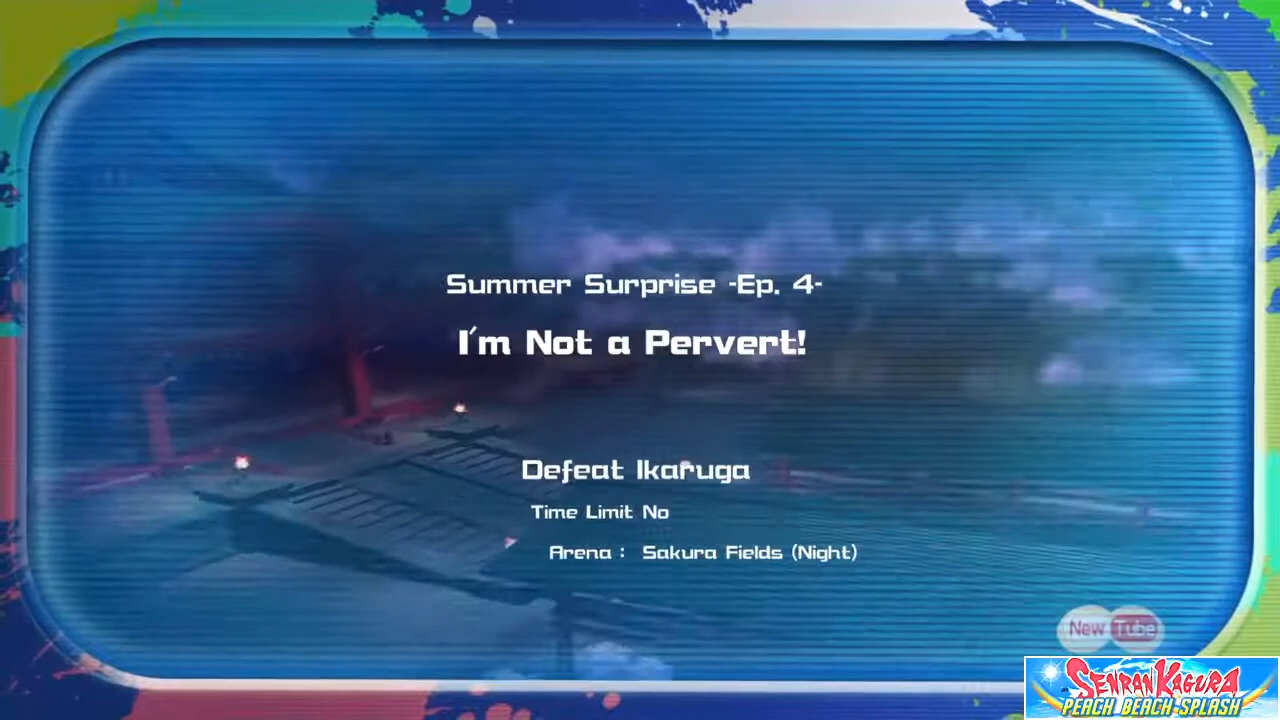 Summer Surprise -Ep. 4-
I'm Not a Pervert!
Defeat Ikaruga
Time Limit No
Arena : Sakura Fields (Night)
New Tube
SENRAN KAGURA
PEACH BEACH SPLASH